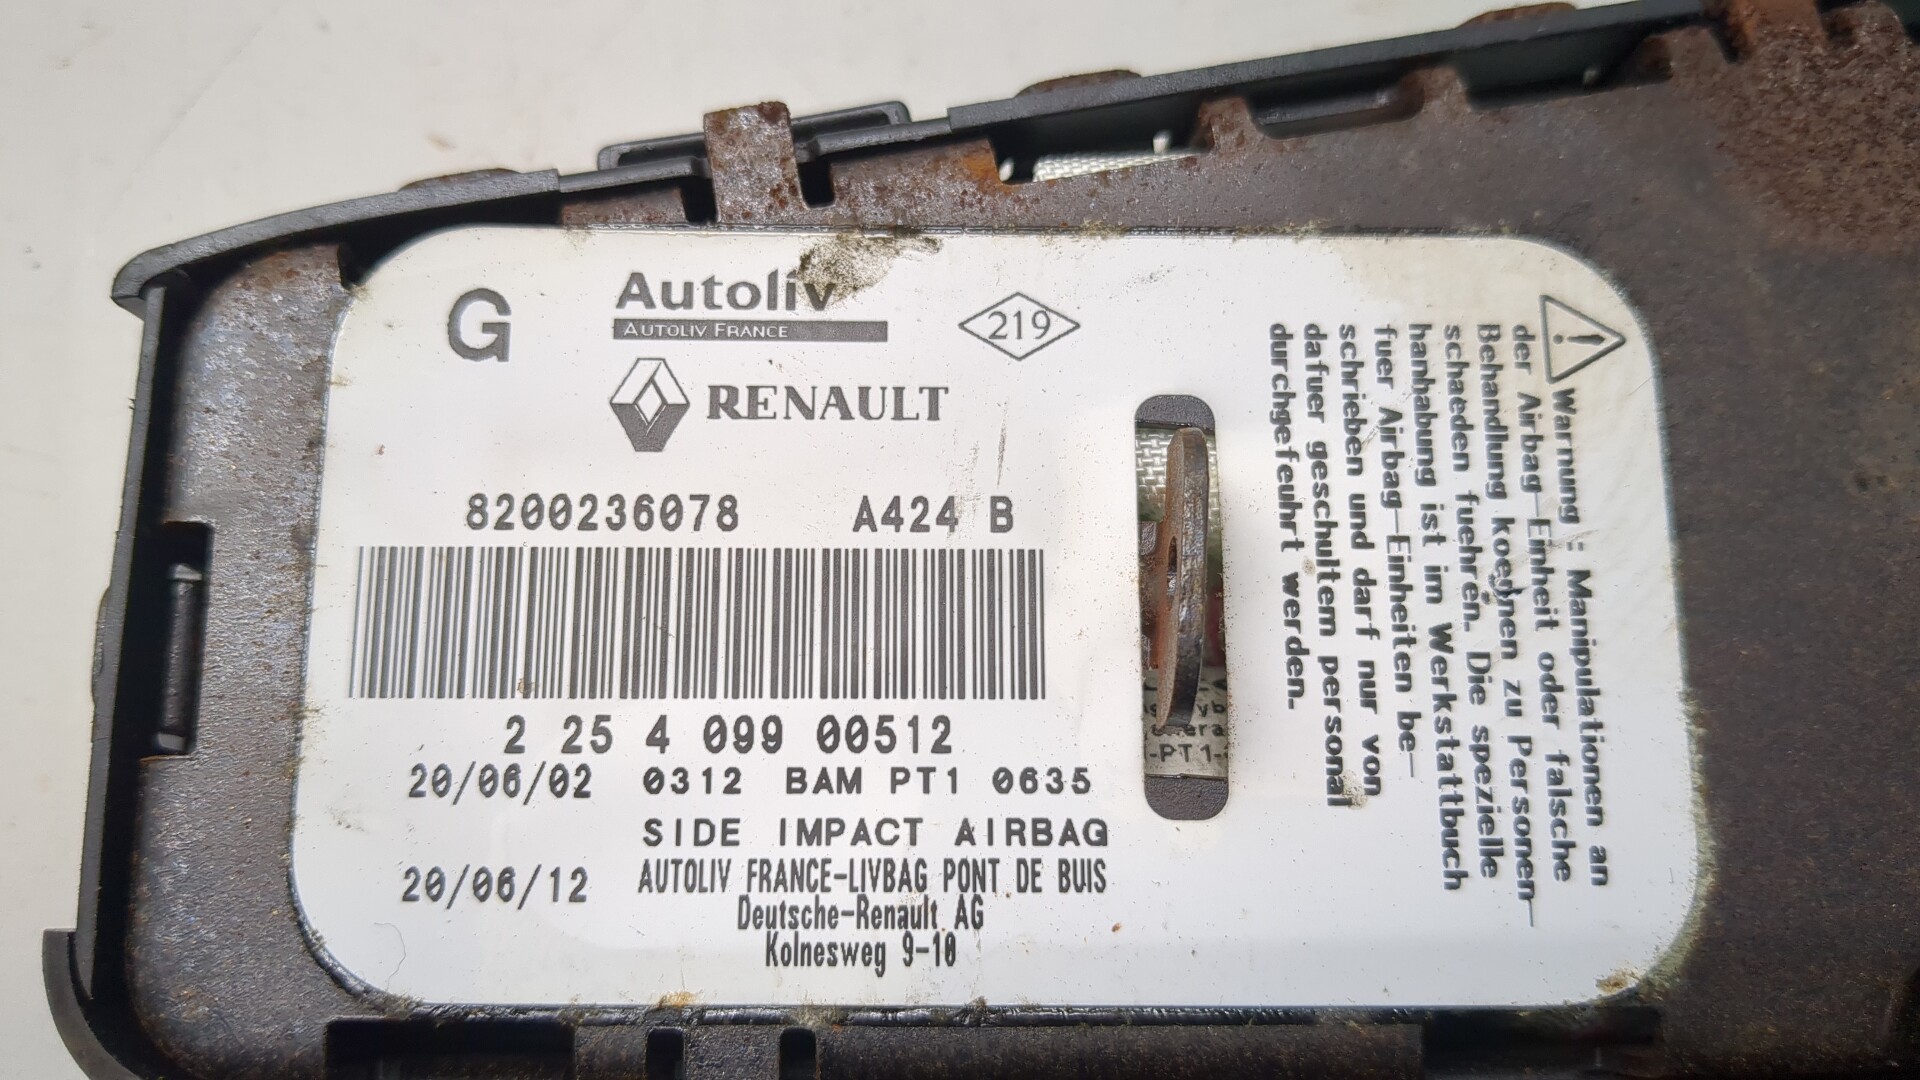 G
Autoliv
AUTOLIV FRANCE
219
RENAULT
8200236078 A424 B
2 25 4 099 00512
20/06/02 0312 BAM PT1 0635
SIDE IMPACT AIRBAG
20/06/12 AUTOLIV FRANCE-LIVBAG PONT DE BUIS
Deutsche-Renault AG
Kolnesweg 9-10
Warnung : Manipulationen an
der Airbag-Einheit oder falsche
Behandlung koennen zu Personen-
schaeden fuehren. Die spezielle
hanhabung ist im Werkstattbuch
fuer Airbag-Einheiten be-
schrieben und darf nur von
dafuer geschultem personal
durchgefeuhrt werden.
-PT1-